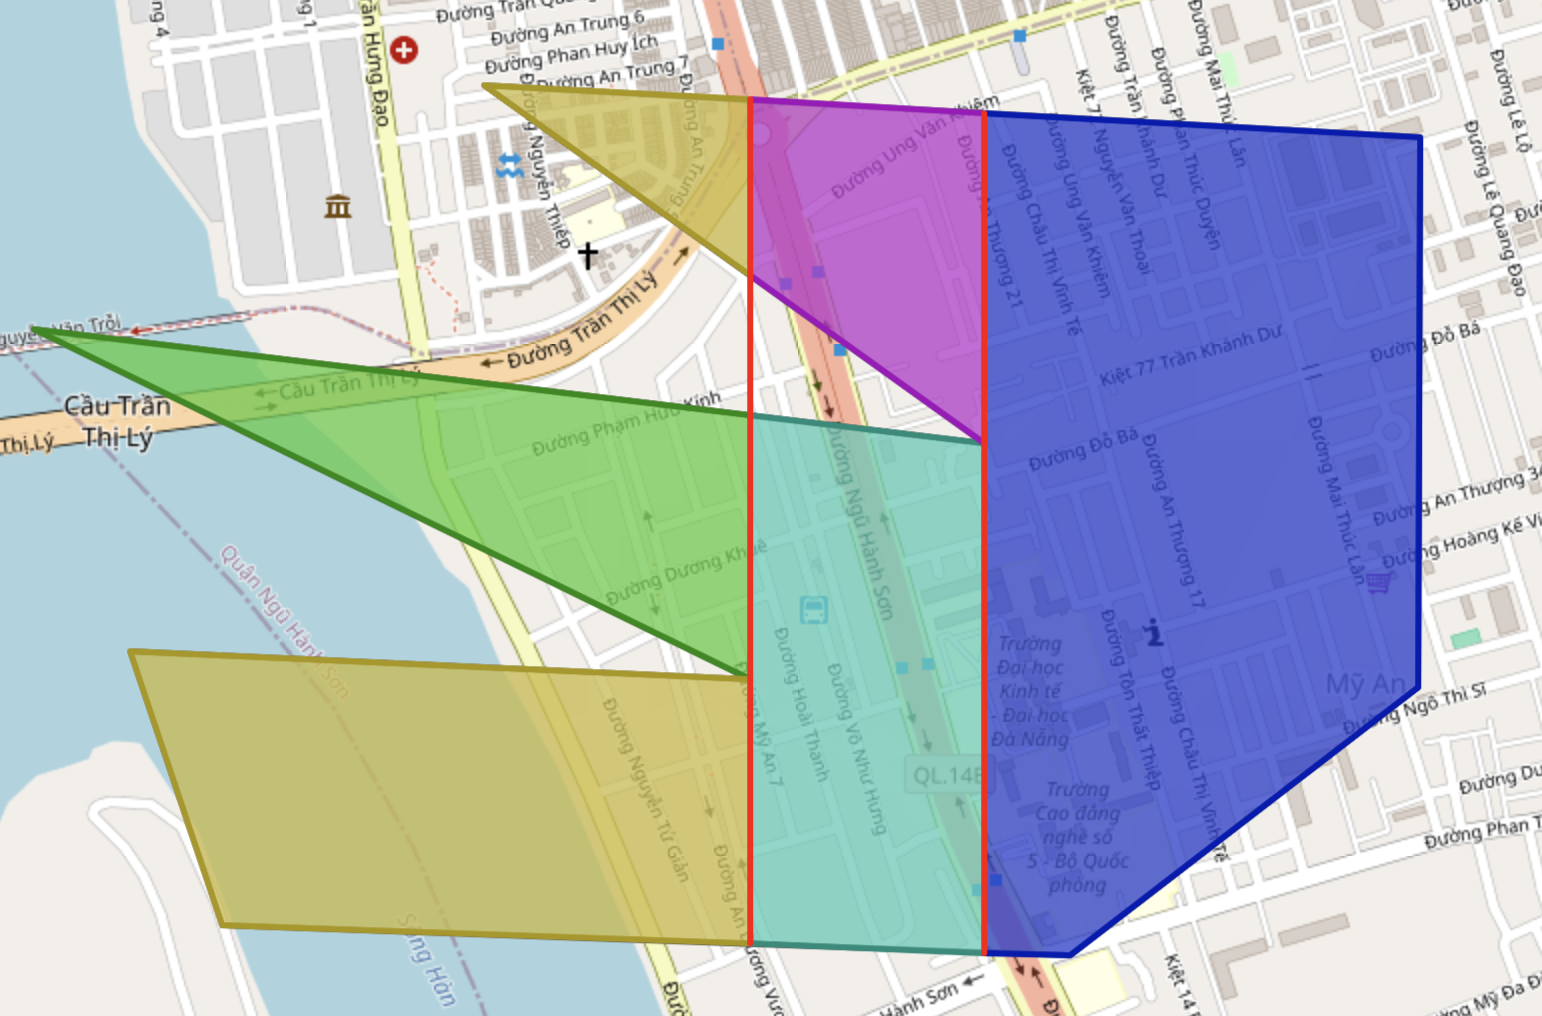 Đường Trần Qu
Đường An Trung 6
Đường Phan Huy Ích
Đường An Trung 7
ần Hưng Đạo
ng 4
ng 1
Đường Nguyễn Thiếp
Đường An Trung
Đường Ung Văn Khiêm
Đường An Thương 21
Đường Châu Thị Vĩnh Tế
Đường Ung Văn Khiêm
Kiệt 77 Nguyễn Văn Thoại
Đường Trần Khánh Dư
Đường Phan Thúc Duyện
Đường Mai Thúc Lân
Đường Lê Lộ
Đường Lê Quang Đạo
guyễn Văn Trỗi
Đường Trần Thị Lý
Cầu Trần Thị Lý
Cầu Trần
Thị Lý
Thị Lý
Đường Phạm Hữu Kính
Kiệt 77 Trần Khánh Dư
Đường Đỗ Bá
Đường Đỗ Bá
Đường Ngũ Hành Sơn
Đường An Thượng 17
Đường Mai Thúc Lân
Đường An Thượng 34
Đường Hoàng Kế Vi
Đường Dương Khuê
Quận Ngũ Hành Sơn
Trường
Đại học
Kinh tế
- Đại học
Đà Nẵng
Đường Tôn Thất Thiệp
Đường Châu Thị Vĩnh Tế
Mỹ An
Đường Ngô Thì Sĩ
Đường Mỹ An 7
Đường Hoài Thanh
Đường Võ Như Hưng
Đường Nguyễn Tử Giản
QL.14B
Trường
Cao đẳng
nghề số
5 - Bộ Quốc
phòng
Đường Du
Đường Phan T
Đường An
ương Vươ
Sông Hàn
Đườ
Hành Sơn
Kiệt 14
ng Mỹ Đa Đô